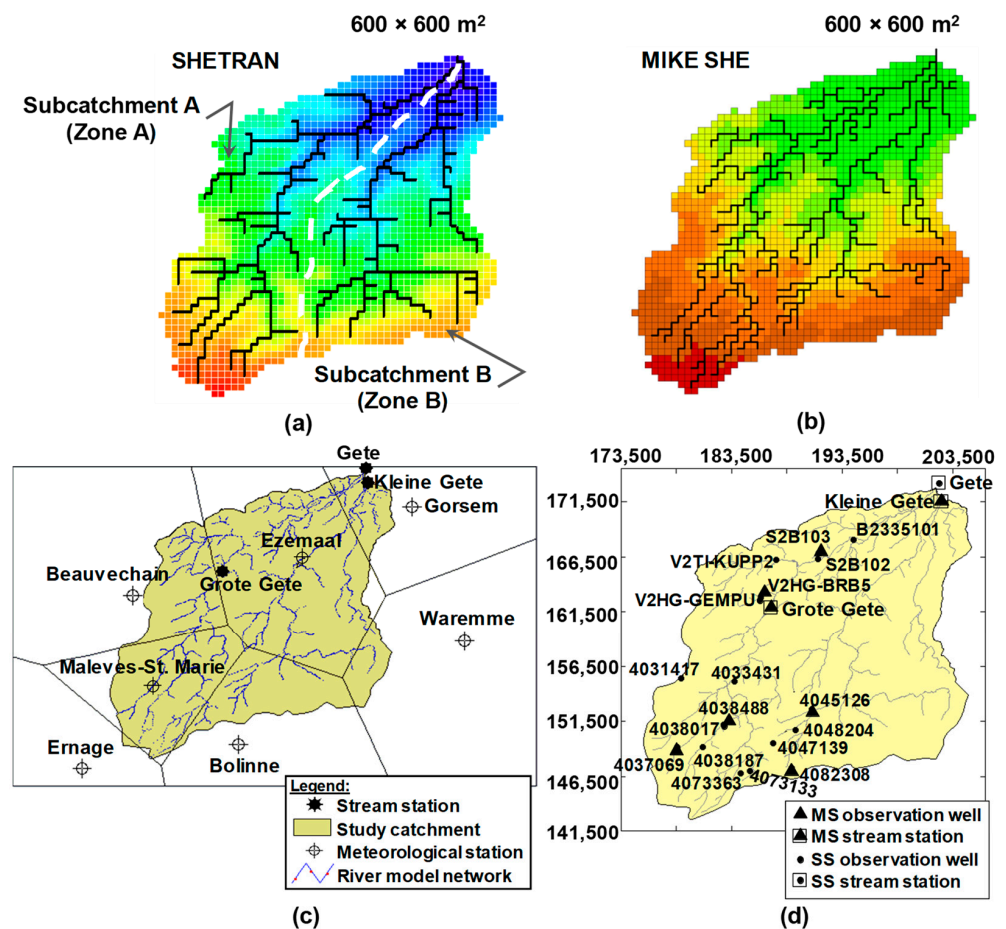 600 × 600 m²
SHETRAN
Subcatchment A
(Zone A)
Subcatchment B
(Zone B)
(a)
600 × 600 m²
MIKE SHE
(b)
Gete
Kleine Gete
Gorsem
Ezemaal
Beauvechain
Grote Gete
Waremme
Maleves-St. Marie
Ernage
Bolinne
Legend:
Stream station
Study catchment
Meteorological station
River model network
(c)
173,500 183,500 193,500 203,500
171,500
166,500
161,500
156,500
151,500
146,500
141,500
Gete
Kleine Gete
B2335101
S2B103
V2TI-KUPP2
S2B102
V2HG-BRB5
V2HG-GEMPU
Grote Gete
4031417
4033431
4045126
4038488
4038017
4048204
4047139
4037069
4038187
4082308
4073363
4073133
MS observation well
MS stream station
SS observation well
SS stream station
(d)